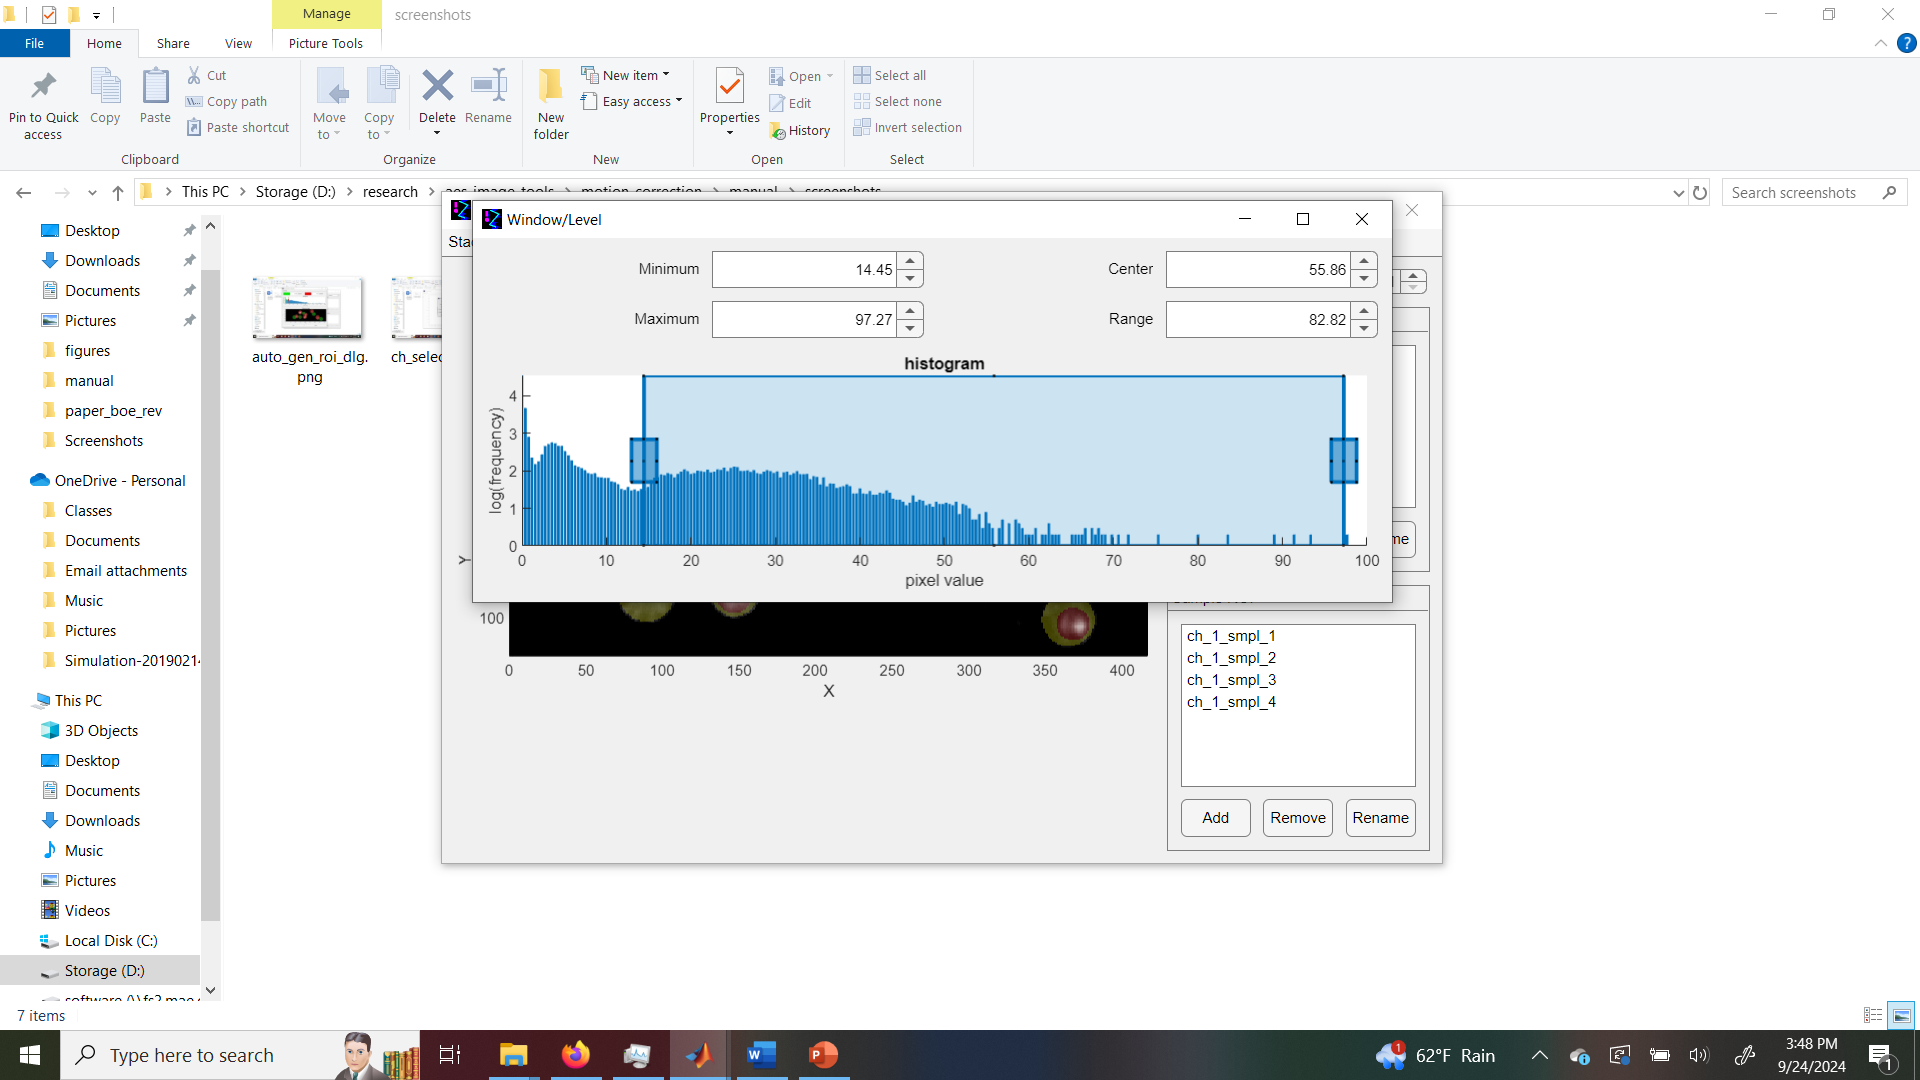 Manage
screenshots
File
Home
Share
View
Picture Tools
Pin to Quick access
Copy
Paste
Cut
Copy path
Paste shortcut
Clipboard
Move to
Copy to
Delete
Rename
Organize
New folder
New item
Easy access
New
Properties
Open
Edit
History
Open
Select all
Select none
Invert selection
Select
This PC
Storage (D:)
research
aes_image_tools
motion_correction
manual
screenshots
Search screenshots
Desktop
Downloads
Documents
Pictures
figures
manual
paper_boe_rev
Screenshots
OneDrive - Personal
Classes
Documents
Email attachments
Music
Pictures
Simulation-2019021
This PC
3D Objects
Desktop
Documents
Downloads
Music
Pictures
Videos
Local Disk (C:)
Storage (D:)
7 items
auto_gen_roi_dlg.
png
ch_selec
Sta
Window/Level
Minimum
14.45
Center
55.86
Maximum
97.27
Range
82.82
histogram
log(frequency)
4
3
2
1
0
0 10 20 30 40 50 60 70 80 90 100
pixel value
Y
me
100
0 50 100 150 200 250 300 350 400
X
ch_1_smpl_1
ch_1_smpl_2
ch_1_smpl_3
ch_1_smpl_4
Add
Remove
Rename
Type here to search
1
62°F Rain
3:48 PM
9/24/2024
1